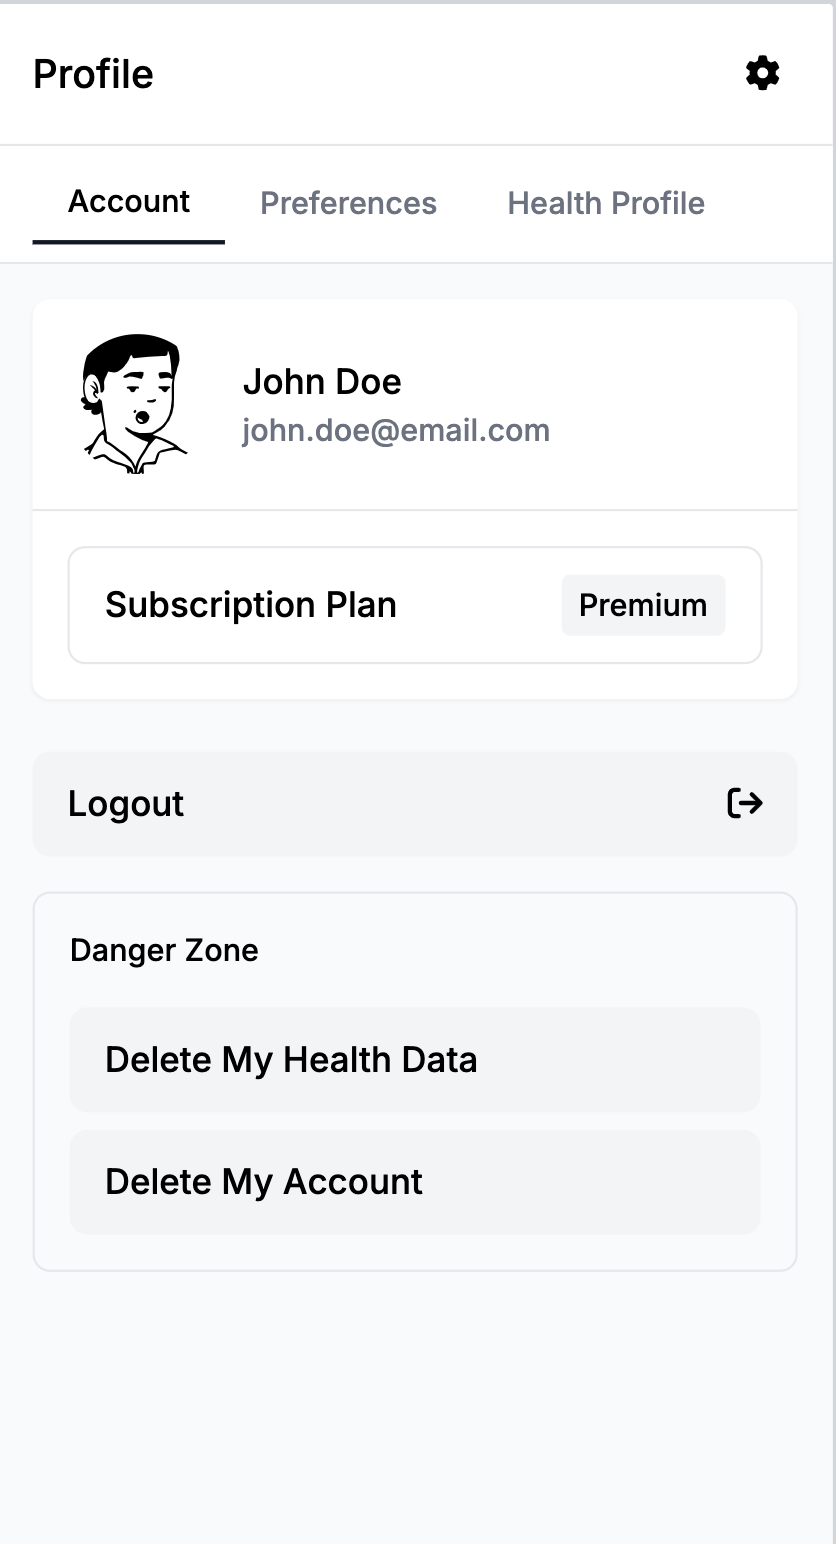 Profile
Account Preferences Health Profile
John Doe
john.doe@email.com
Subscription Plan Premium
Logout
Danger Zone
Delete My Health Data
Delete My Account